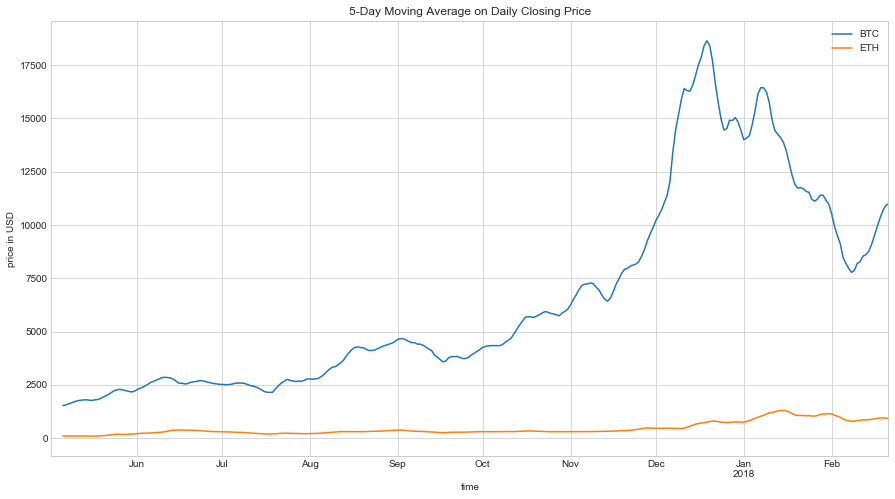 5-Day Moving Average on Daily Closing Price
BTC
ETH
17500
15000
12500
10000
7500
5000
2500
0
price in USD
Jun Jul Aug Sep Oct Nov Dec Jan Feb
2018
time